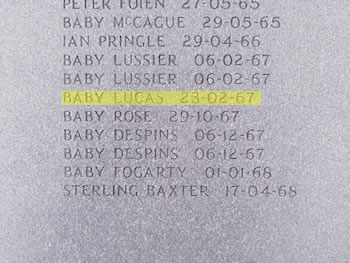 PETER FOIEN 27-05-65
BABY MCCAGUE 29-05-65
IAN PRINGLE 29-04-66
BABY LUSSIER 06-02-67
BABY LUSSIER 06-02-67
BABY LUCAS 23-02-67
BABY ROSE 29-10-67
BABY DESPINS 06-12-67
BABY DESPINS 06-12-67
BABY FOGARTY 01-01-68
STERLING BAXTER 17-04-68